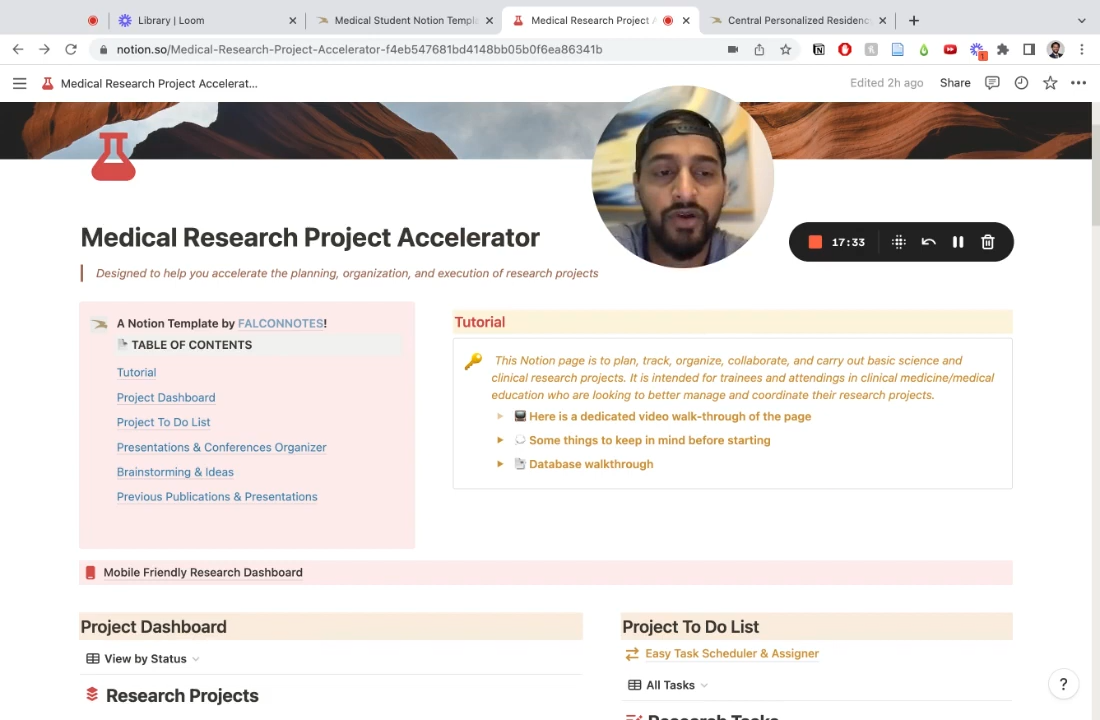 Library | Loom
Medical Student Notion Templ
Medical Research Project A
Central Personalized Residenc
notion.so/Medical-Research-Project-Accelerator-f4eb547681bd4148bb05b0f6ea86341b
1
Medical Research Project Accelerat...
Edited 2h ago
Share
Medical Research Project Accelerator
17:33
Designed to help you accelerate the planning, organization, and execution of research projects
A Notion Template by FALCONNOTES!
TABLE OF CONTENTS
Tutorial
Project Dashboard
Project To Do List
Presentations & Conferences Organizer
Brainstorming & Ideas
Previous Publications & Presentations
Tutorial
This Notion page is to plan, track, organize, collaborate, and carry out basic science and
clinical research projects. It is intended for trainees and attendings in clinical medicine/medical
education who are looking to better manage and coordinate their research projects.
Here is a dedicated video walk-through of the page
Some things to keep in mind before starting
Database walkthrough
Mobile Friendly Research Dashboard
Project Dashboard
View by Status
Research Projects
Project To Do List
Easy Task Scheduler & Assigner
All Tasks
Research Tasks
?